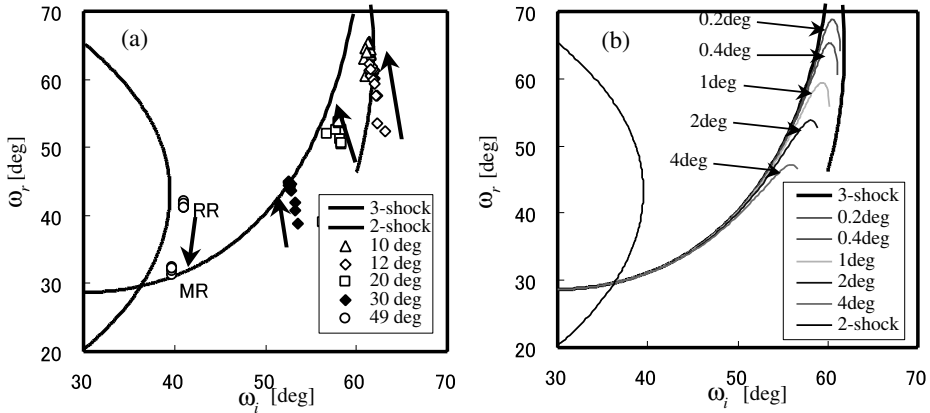 (a)
70
60
50
40
30
20
ω_r [deg]
RR
MR
3-shock
2-shock
10 deg
12 deg
20 deg
30 deg
49 deg
30 40 50 60 70
ω_i [deg]
(b)
70
60
50
40
30
20
ω_r [deg]
0.2deg
0.4deg
1deg
2deg
4deg
3-shock
0.2deg
0.4deg
1deg
2deg
4deg
2-shock
30 40 50 60 70
ω_i [deg]